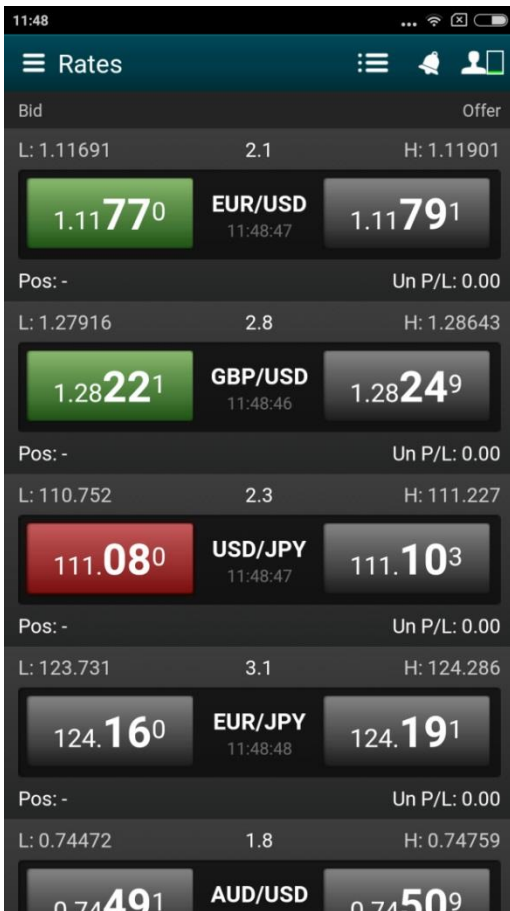 11:48
Rates
Bid Offer
L: 1.11691 2.1 H: 1.11901
1.11770 EUR/USD 1.11791
11:48:47
Pos: - Un P/L: 0.00
L: 1.27916 2.8 H: 1.28643
1.28221 GBP/USD 1.28249
11:48:46
Pos: - Un P/L: 0.00
L: 110.752 2.3 H: 111.227
111.080 USD/JPY 111.103
11:48:47
Pos: - Un P/L: 0.00
L: 123.731 3.1 H: 124.286
124.160 EUR/JPY 124.191
11:48:48
Pos: - Un P/L: 0.00
L: 0.74472 1.8 H: 0.74759
0.74491 AUD/USD 0.74509